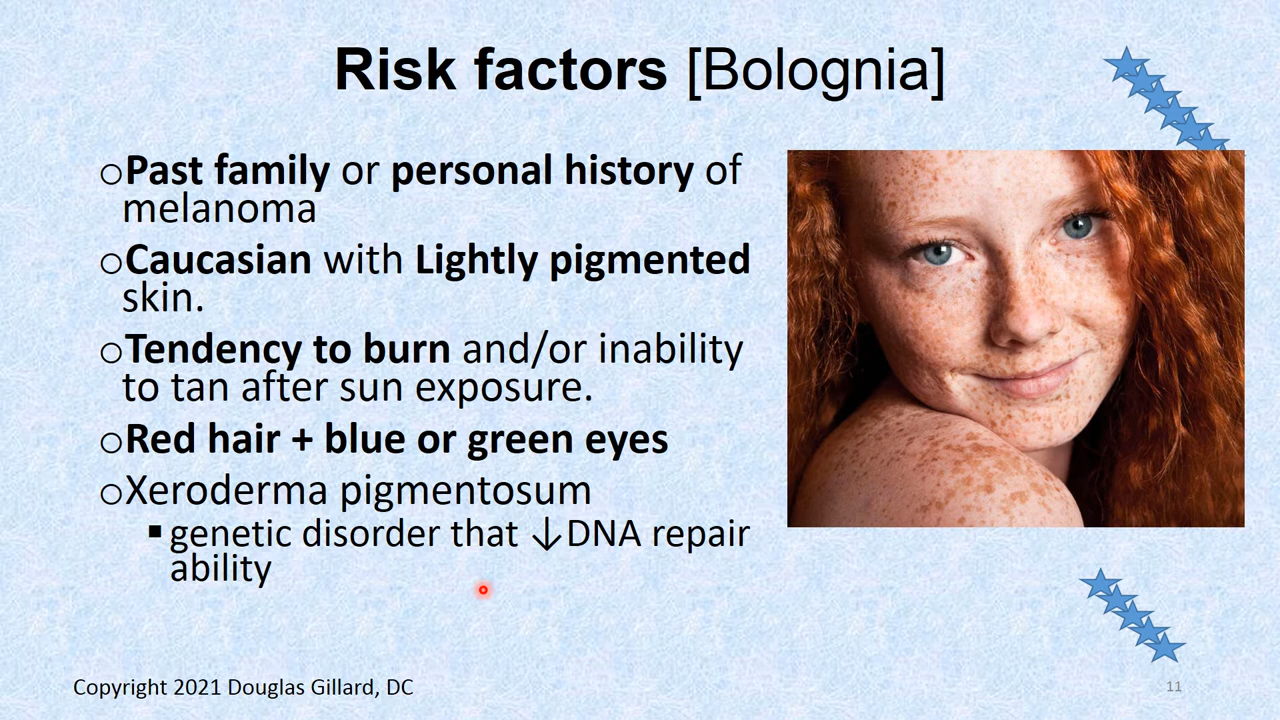 Risk factors [Bolognia]
oPast family or personal history of
melanoma
oCaucasian with Lightly pigmented
skin.
oTendency to burn and/or inability
to tan after sun exposure.
oRed hair + blue or green eyes
oXeroderma pigmentosum
▪ genetic disorder that ↓DNA repair
ability
Copyright 2021 Douglas Gillard, DC
11